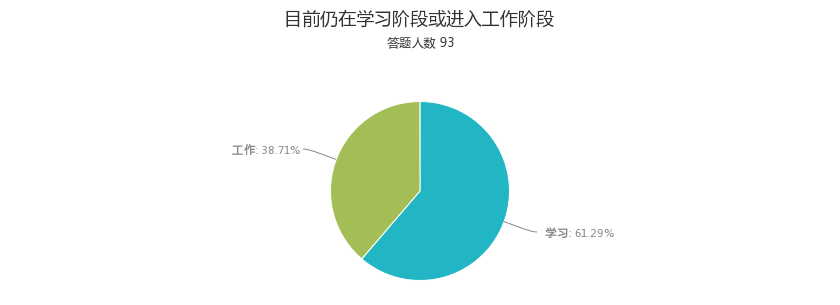 目前仍在学习阶段或进入工作阶段
答题人数 93
工作: 38.71%
学习: 61.29%